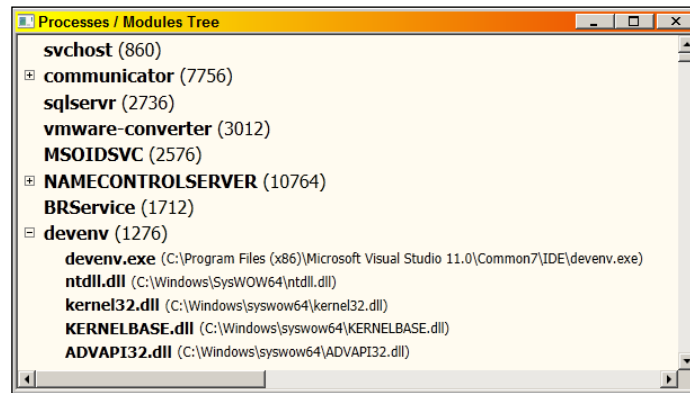 Processes / Modules Tree
svchost (860)
communicator (7756)
sqlservr (2736)
vmware-converter (3012)
MSOIDSVC (2576)
NAMECONTROLSERVER (10764)
BRService (1712)
devenv (1276)
devenv.exe (C:\Program Files (x86)\Microsoft Visual Studio 11.0\Common7\IDE\devenv.exe)
ntdll.dll (C:\Windows\SysWOW64\ntdll.dll)
kernel32.dll (C:\Windows\syswow64\kernel32.dll)
KERNELBASE.dll (C:\Windows\syswow64\KERNELBASE.dll)
ADVAPI32.dll (C:\Windows\syswow64\ADVAPI32.dll)